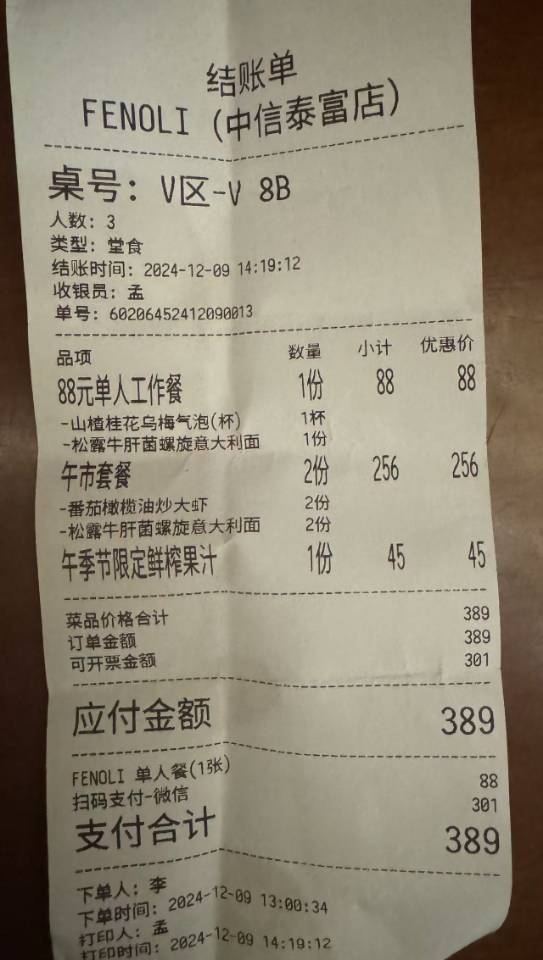 结账单
FENOLI (中信泰富店)
桌号: V区-V 8B
人数: 3
类型: 堂食
结账时间: 2024-12-09 14:19:12
收银员: 孟
单号: 60206452412090013
品项 数量 小计 优惠价
88元单人工作餐 1份 88 88
-山楂桂花乌梅气泡(杯) 1杯
-松露牛肝菌螺旋意大利面 1份
午市套餐 2份 256 256
-番茄橄榄油炒大虾 2份
-松露牛肝菌螺旋意大利面 2份
午季节限定鲜榨果汁 1份 45 45
菜品价格合计 389
订单金额 389
可开票金额 301
应付金额 389
FENOLI 单人餐(1张) 88
扫码支付-微信 301
支付合计 389
下单人: 李
下单时间: 2024-12-09 13:00:34
打印人: 孟
打印时间: 2024-12-09 14:19:12